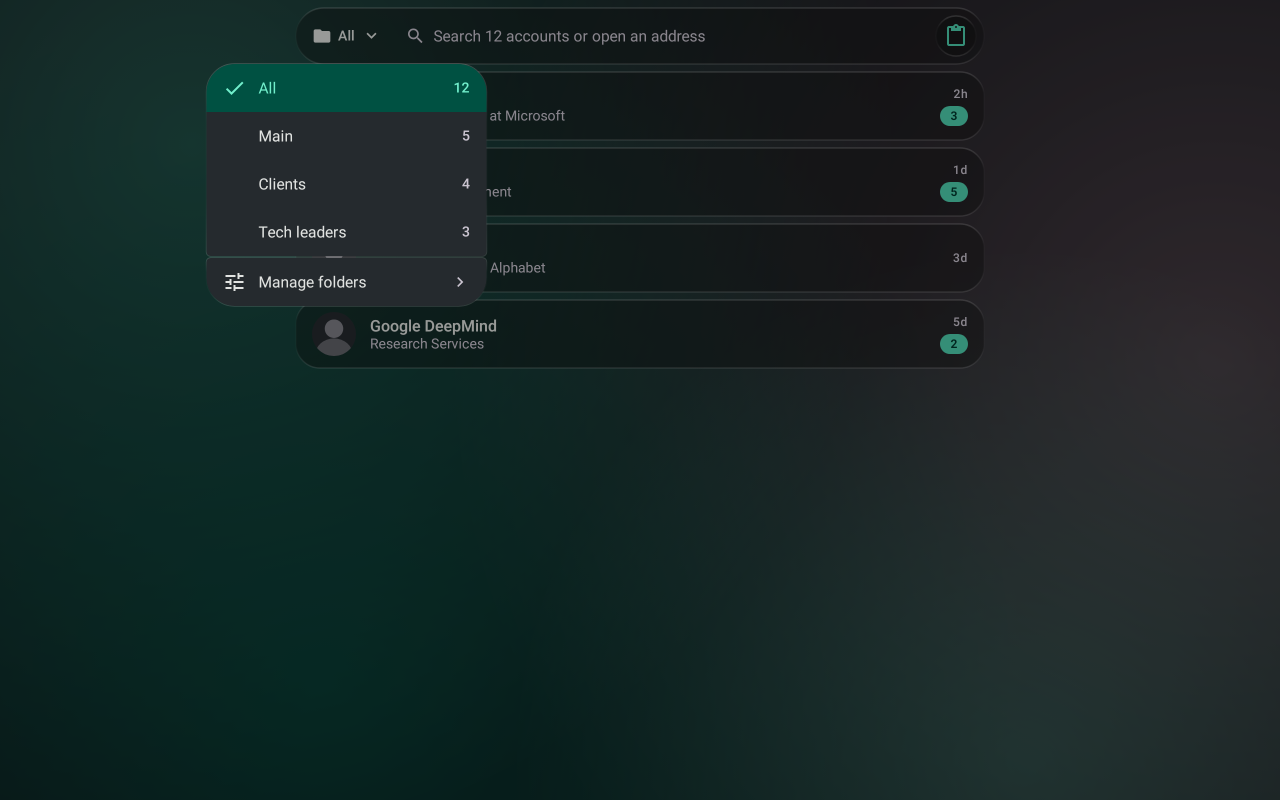 All
Search 12 accounts or open an address
All 12
Main 5
Clients 4
Tech leaders 3
Manage folders
2h
at Microsoft
3
1d
5
3d
Alphabet
Google DeepMind
Research Services
5d
2